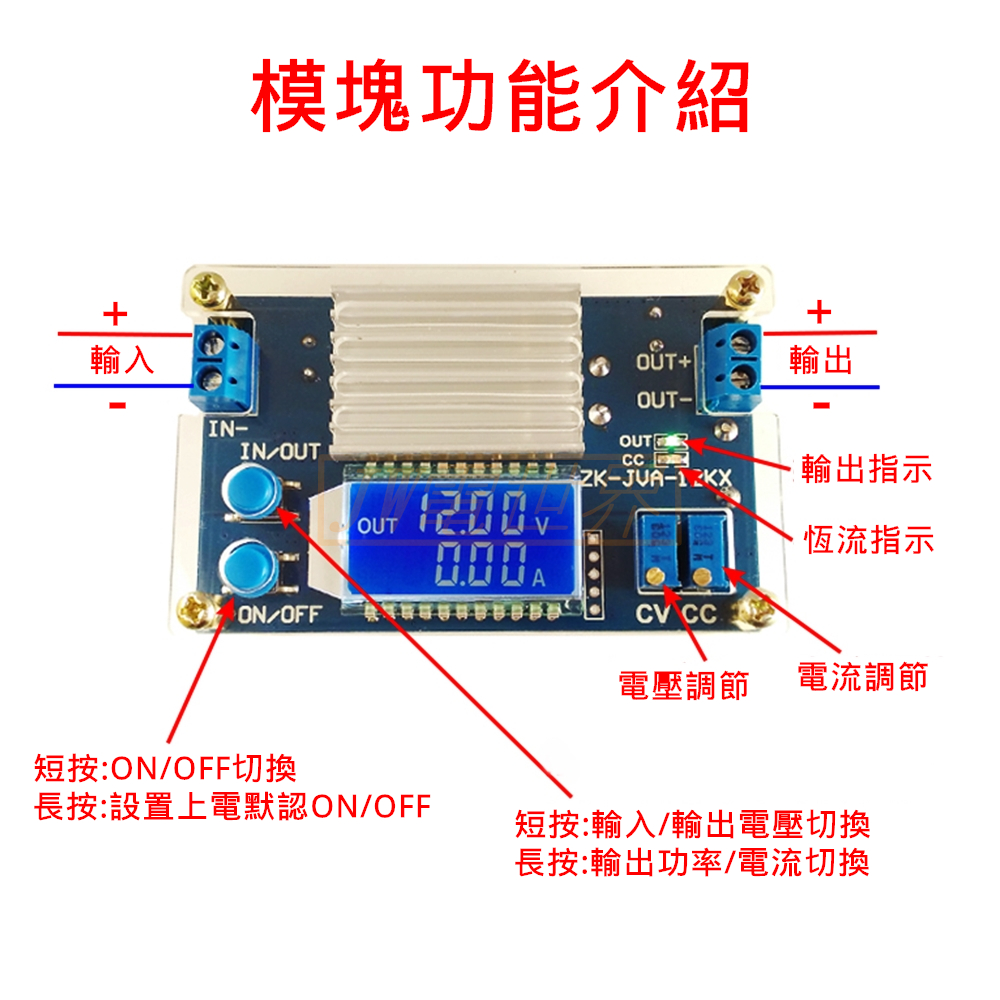 模塊功能介紹
+
輸入
-
+
輸出
-
OUT+
OUT-
IN-
IN/OUT
OUT
CC
ZK-JVA-12KX
輸出指示
恆流指示
OUT 12.00 V
0.00 A
ON/OFF
CV CC
電壓調節
電流調節
短按:ON/OFF切換
長按:設置上電默認ON/OFF
短按:輸入/輸出電壓切換
長按:輸出功率/電流切換